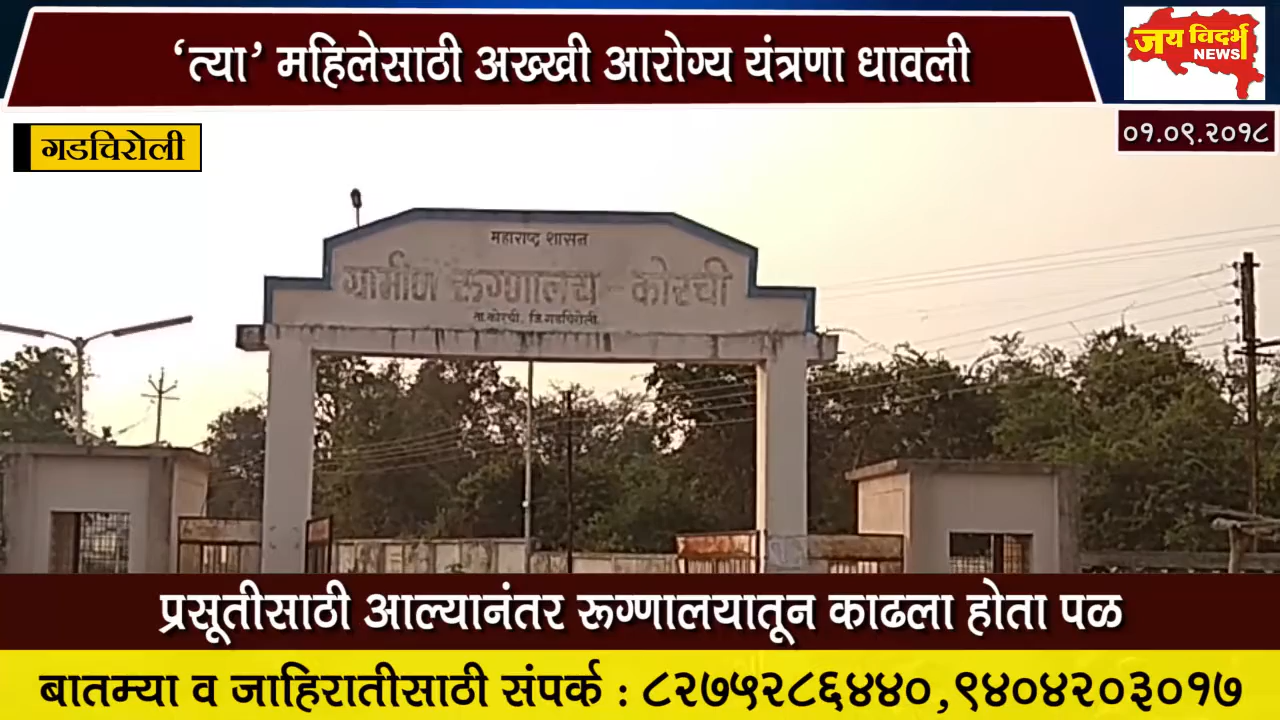 ‘त्या’ महिलेसाठी अख्खी आरोग्य यंत्रणा धावली
जय विदर्भ
NEWS
०१.०९.२०१८
गडचिरोली
महाराष्ट्र शासन
ग्रामीण रुग्णालय - कोरची
ता. कोरची, जि. गडचिरोली
प्रसूतीसाठी आल्यानंतर रूग्णालयातून काढला होता पळ
बातम्या व जाहिरातीसाठी संपर्क : ८२७५२८६४४०,९४०४२०३०१७